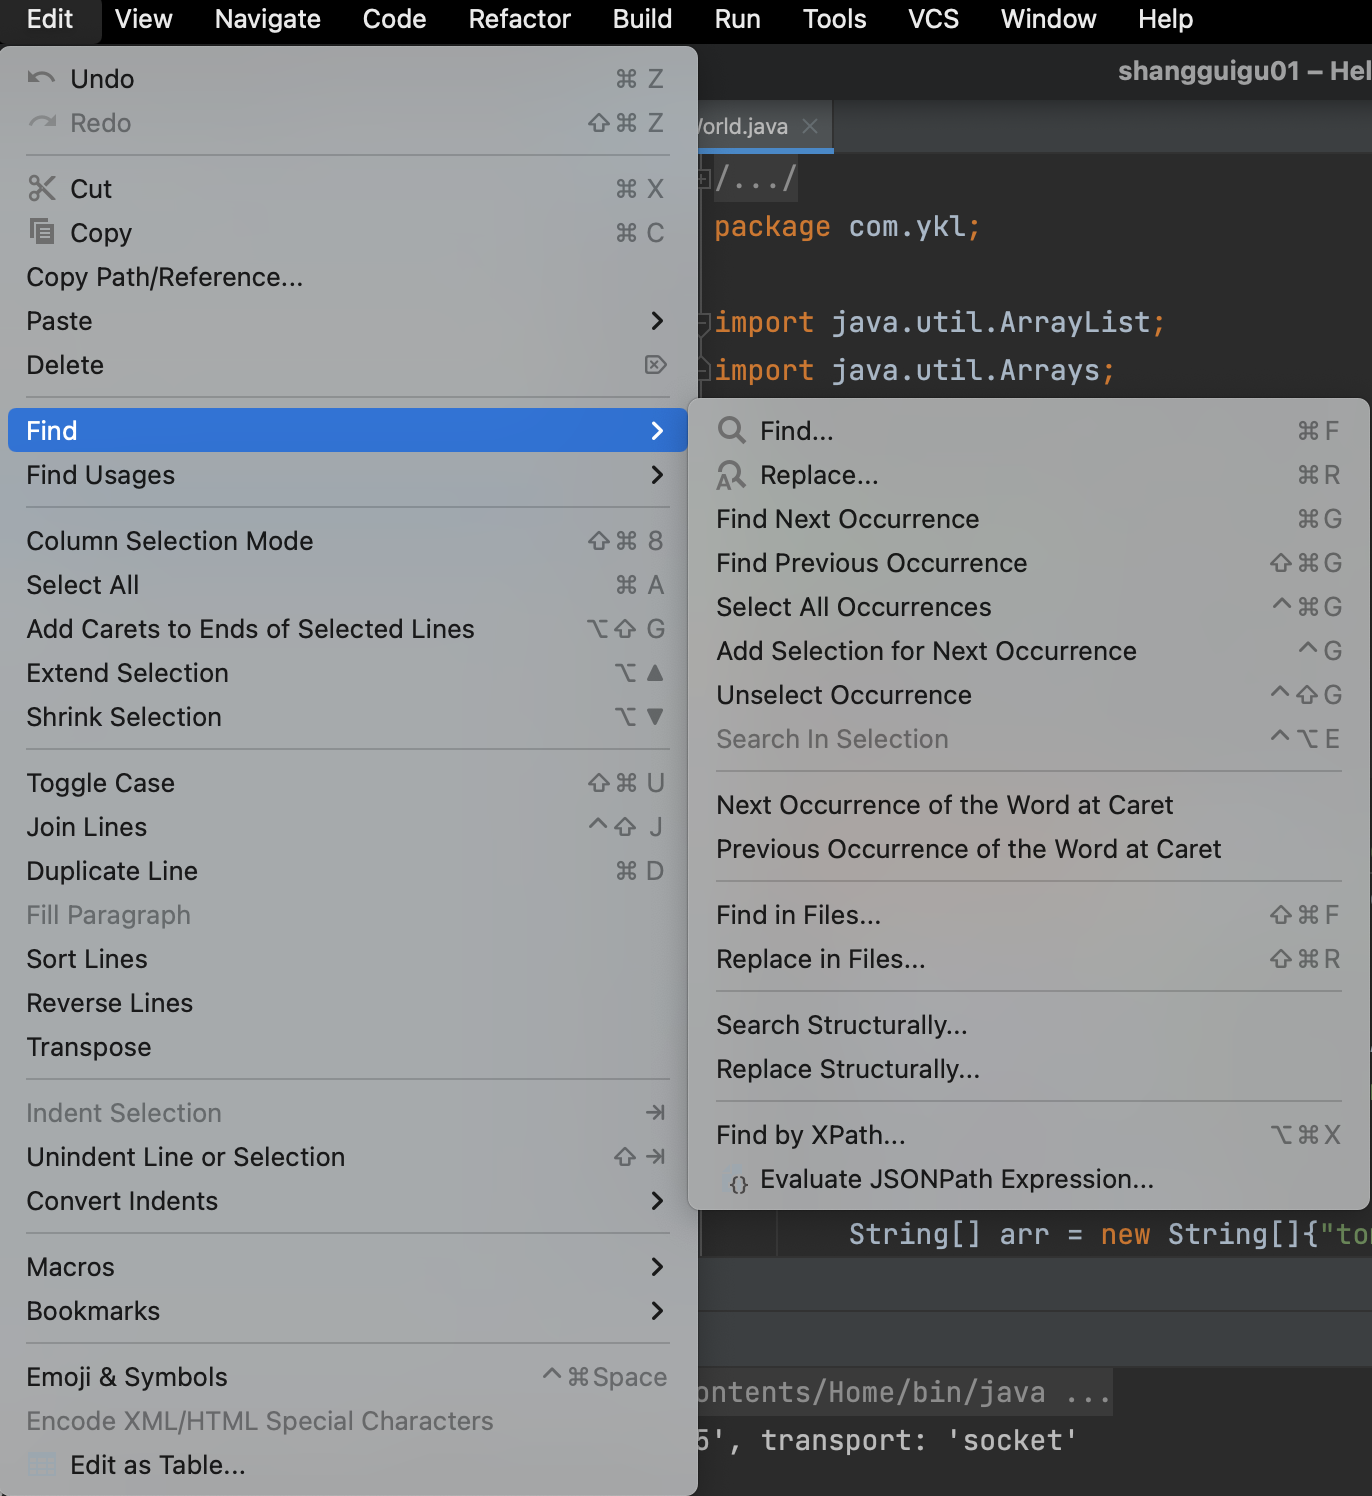 Edit View Navigate Code Refactor Build Run Tools VCS Window Help
shangguigu01 – Hel
Undo ⌘ Z
Redo ⇧⌘ Z
Cut ⌘ X
Copy ⌘ C
Copy Path/Reference...
Paste
Delete
Find
Find Usages
Column Selection Mode ⇧⌘ 8
Select All ⌘ A
Add Carets to Ends of Selected Lines ⌥⇧ G
Extend Selection ⌥ ▲
Shrink Selection ⌥ ▼
Toggle Case ⇧⌘ U
Join Lines ^⇧ J
Duplicate Line ⌘ D
Fill Paragraph
Sort Lines
Reverse Lines
Transpose
Indent Selection ⇥
Unindent Line or Selection ⇧ ⇥
Convert Indents
Macros
Bookmarks
Emoji & Symbols ^⌘Space
Encode XML/HTML Special Characters
Edit as Table...
orld.java
/.../
package com.ykl;
import java.util.ArrayList;
import java.util.Arrays;
Find... ⌘F
Replace... ⌘R
Find Next Occurrence ⌘G
Find Previous Occurrence ⇧⌘G
Select All Occurrences ^⌘G
Add Selection for Next Occurrence ^G
Unselect Occurrence ^⇧G
Search In Selection ^⌥E
Next Occurrence of the Word at Caret
Previous Occurrence of the Word at Caret
Find in Files... ⇧⌘F
Replace in Files... ⇧⌘R
Search Structurally...
Replace Structurally...
Find by XPath... ⌥⌘X
{} Evaluate JSONPath Expression...
String[] arr = new String[]{"to
ontents/Home/bin/java ...
5', transport: 'socket'